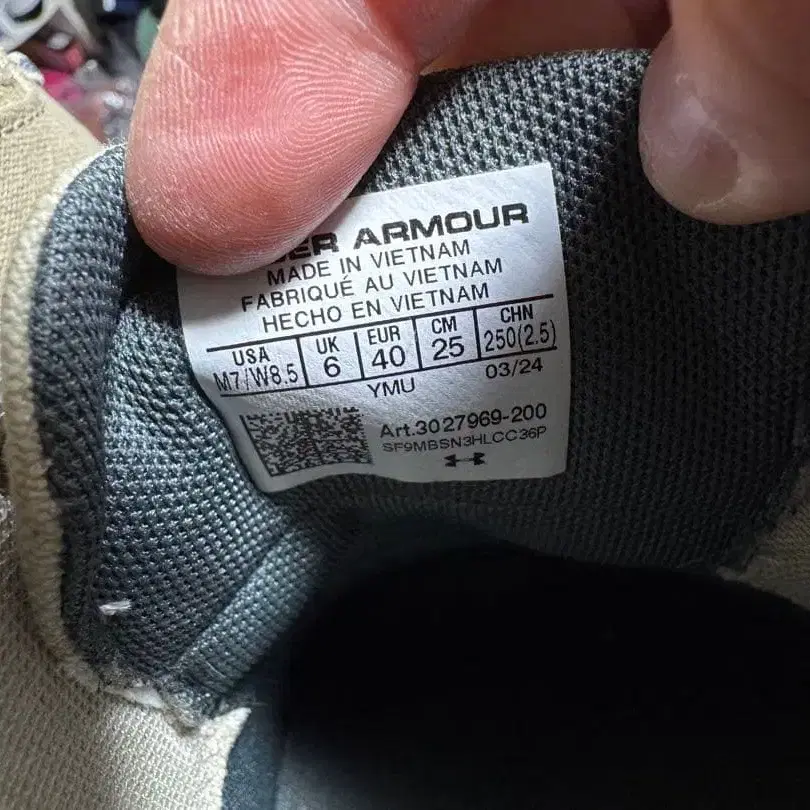 ARMOUR
MADE IN VIETNAM
FABRIQUÉ AU VIETNAM
HECHO EN VIETNAM
USA UK EUR CM CHN
M7/W8.5 6 40 25 250(2.5)
YMU 03/24
Art.3027969-200
SF9MBSN3HLCC36P